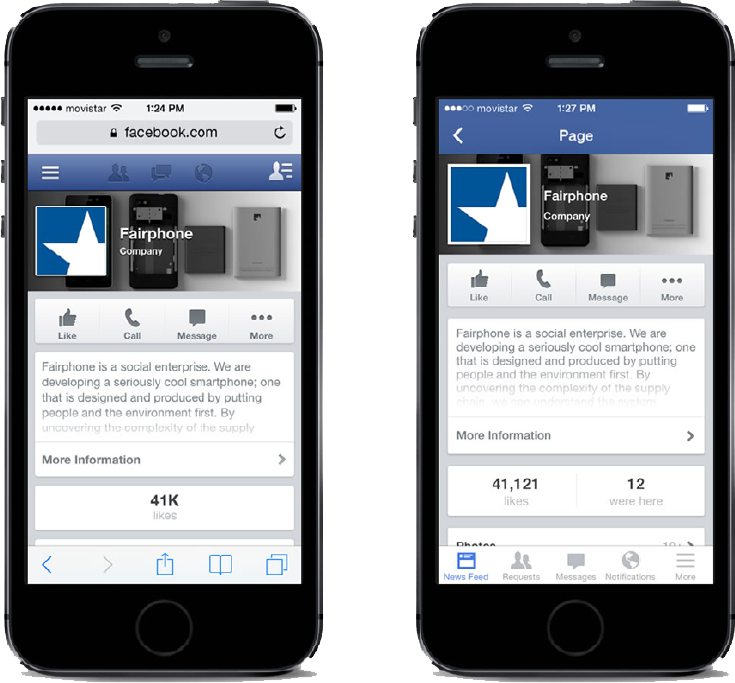 movistar 1:24 PM
facebook.com
Fairphone
Company
Like Call Message More
Fairphone is a social enterprise. We are
developing a seriously cool smartphone; one
that is designed and produced by putting
people and the environment first. By
uncovering the complexity of the supply
More Information
41K
likes
movistar 1:27 PM
Page
Fairphone
Company
Like Call Message More
Fairphone is a social enterprise. We are
developing a seriously cool smartphone; one
that is designed and produced by putting
people and the environment first. By
uncovering the complexity of the supply
chain, we can understand the system
More Information
41,121 12
likes were here
Photos
News Feed Requests Messages Notifications More